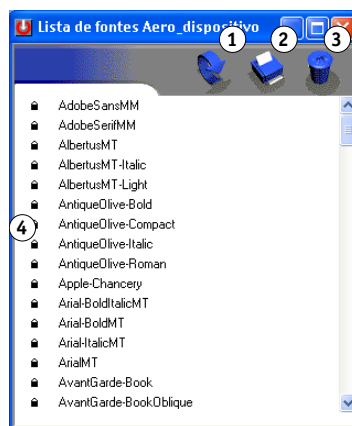 Lista de fontes Aero_dispositivo
1 2 3
AdobeSansMM
AdobeSerifMM
AlbertusMT
AlbertusMT-Italic
AlbertusMT-Light
AntiqueOlive-Bold
4 AntiqueOlive-Compact
AntiqueOlive-Italic
AntiqueOlive-Roman
Apple-Chancery
Arial-BoldItalicMT
Arial-BoldMT
Arial-ItalicMT
ArialMT
AvantGarde-Book
AvantGarde-BookOblique